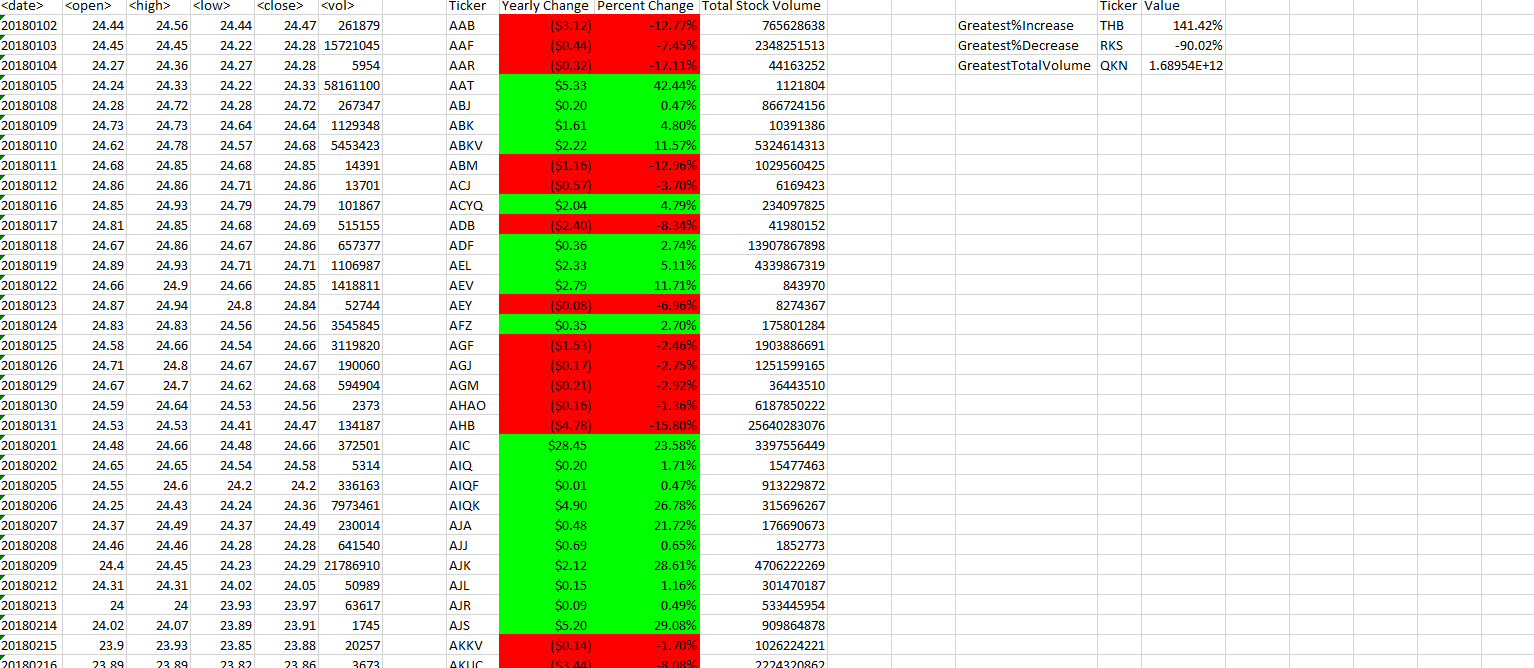 <date> <open> <high> <low> <close> <vol> Ticker Yearly Change Percent Change Total Stock Volume Ticker Value
20180102 24.44 24.56 24.44 24.47 261879 AAB ($3.12) -12.77% 765628638 Greatest%Increase THB 141.42%
20180103 24.45 24.45 24.22 24.28 15721045 AAF ($0.44) -7.45% 2348251513 Greatest%Decrease RKS -90.02%
20180104 24.27 24.36 24.27 24.28 5954 AAR ($0.32) -17.11% 44163252 GreatestTotalVolume QKN 1.68954E+12
20180105 24.24 24.33 24.22 24.33 58161100 AAT $5.33 42.44% 1121804
20180108 24.28 24.72 24.28 24.72 267347 ABJ $0.20 0.47% 866724156
20180109 24.73 24.73 24.64 24.64 1129348 ABK $1.61 4.80% 10391386
20180110 24.62 24.78 24.57 24.68 5453423 ABKV $2.22 11.57% 5324614313
20180111 24.68 24.85 24.68 24.85 14391 ABM ($1.16) -12.96% 1029560425
20180112 24.86 24.86 24.71 24.86 13701 ACJ ($0.57) -3.70% 6169423
20180116 24.85 24.93 24.79 24.79 101867 ACYQ $2.04 4.79% 234097825
20180117 24.81 24.85 24.68 24.69 515155 ADB ($2.40) -8.34% 41980152
20180118 24.67 24.86 24.67 24.86 657377 ADF $0.36 2.74% 13907867898
20180119 24.89 24.93 24.71 24.71 1106987 AEL $2.33 5.11% 4339867319
20180122 24.66 24.9 24.66 24.85 1418811 AEV $2.79 11.71% 843970
20180123 24.87 24.94 24.8 24.84 52744 AEY ($0.08) -6.96% 8274367
20180124 24.83 24.83 24.56 24.56 3545845 AFZ $0.35 2.70% 175801284
20180125 24.58 24.66 24.54 24.66 3119820 AGF ($1.53) -2.46% 1903886691
20180126 24.71 24.8 24.67 24.67 190060 AGJ ($0.17) -2.75% 1251599165
20180129 24.67 24.7 24.62 24.68 594904 AGM ($0.21) -2.92% 36443510
20180130 24.59 24.64 24.53 24.56 2373 AHAO ($0.16) -1.36% 6187850222
20180131 24.53 24.53 24.41 24.47 134187 AHB ($4.78) -15.80% 25640283076
20180201 24.48 24.66 24.48 24.66 372501 AIC $28.45 23.58% 3397556449
20180202 24.65 24.65 24.54 24.58 5314 AIQ $0.20 1.71% 15477463
20180205 24.55 24.6 24.2 24.2 336163 AIQF $0.01 0.47% 913229872
20180206 24.25 24.43 24.24 24.36 7973461 AIQK $4.90 26.78% 315696267
20180207 24.37 24.49 24.37 24.49 230014 AJA $0.48 21.72% 176690673
20180208 24.46 24.46 24.28 24.28 641540 AJJ $0.69 0.65% 1852773
20180209 24.4 24.45 24.23 24.29 21786910 AJK $2.12 28.61% 4706222269
20180212 24.31 24.31 24.02 24.05 50989 AJL $0.15 1.16% 301470187
20180213 24 24 23.93 23.97 63617 AJR $0.09 0.49% 533445954
20180214 24.02 24.07 23.89 23.91 1745 AJS $5.20 29.08% 909864878
20180215 23.9 23.93 23.85 23.88 20257 AKKV ($0.14) -1.70% 1026224221
20180216 23.89 23.89 23.82 23.86 3673 AKUC ($3.44) -8.08% 2224320862